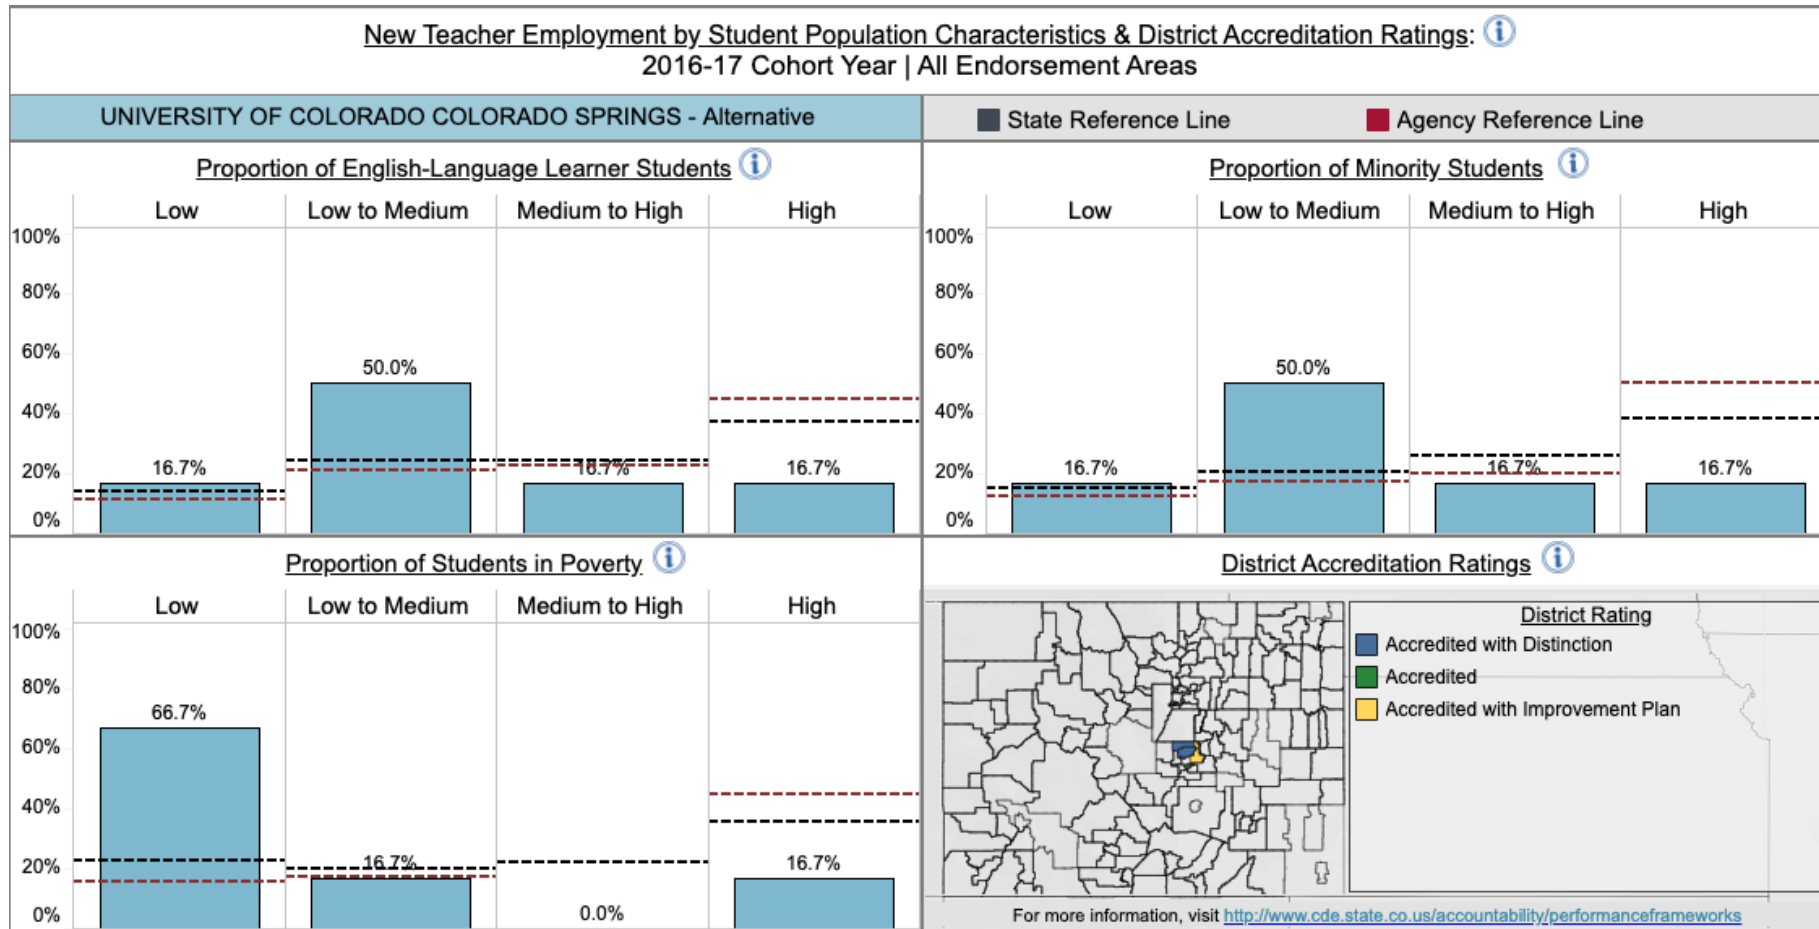 New Teacher Employment by Student Population Characteristics & District Accreditation Ratings:
2016-17 Cohort Year | All Endorsement Areas
UNIVERSITY OF COLORADO COLORADO SPRINGS - Alternative
State Reference Line
Agency Reference Line
Proportion of English-Language Learner Students
Low
Low to Medium
Medium to High
High
100%
80%
60%
40%
20%
0%
16.7%
50.0%
16.7%
16.7%
Proportion of Minority Students
Low
Low to Medium
Medium to High
High
100%
80%
60%
40%
20%
0%
16.7%
50.0%
16.7%
16.7%
Proportion of Students in Poverty
Low
Low to Medium
Medium to High
High
100%
80%
60%
40%
20%
0%
66.7%
16.7%
0.0%
16.7%
District Accreditation Ratings
District Rating
Accredited with Distinction
Accredited
Accredited with Improvement Plan
For more information, visit http://www.cde.state.co.us/accountability/performanceframeworks